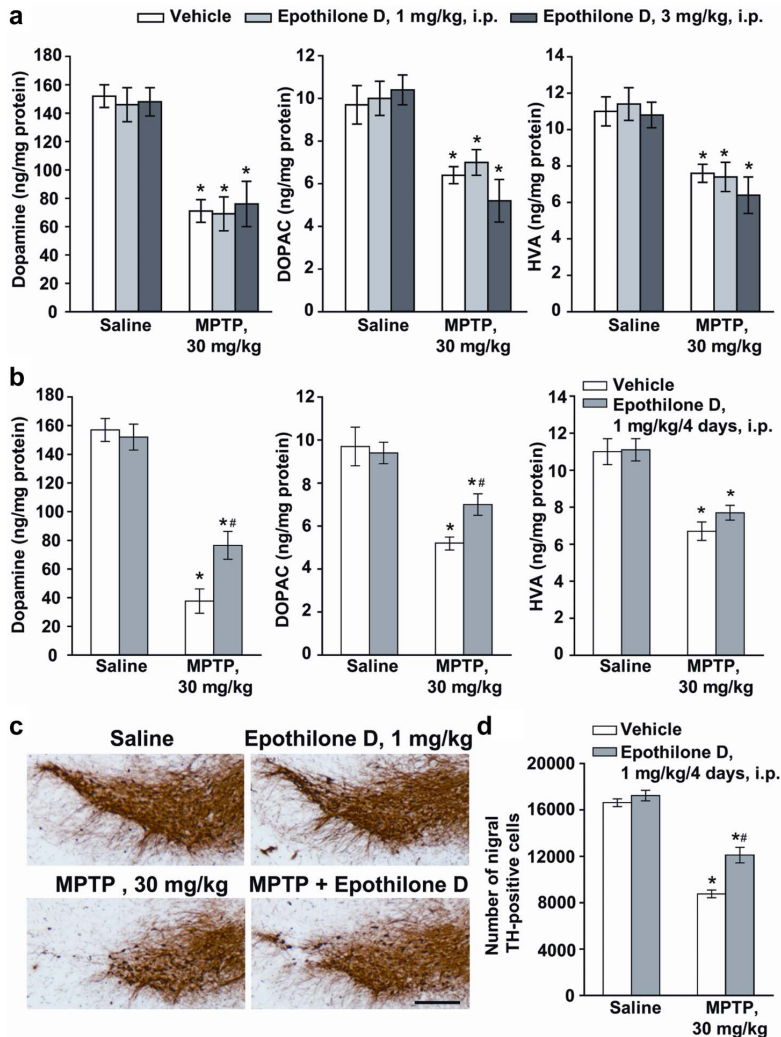 a
Vehicle Epothilone D, 1 mg/kg, i.p. Epothilone D, 3 mg/kg, i.p.
Dopamine (ng/mg protein)
180
160
140
120
100
80
60
40
20
0
Saline MPTP,
30 mg/kg
* * *
DOPAC (ng/mg protein)
12
10
8
6
4
2
0
Saline MPTP,
30 mg/kg
* * *
HVA (ng/mg protein)
14
12
10
8
6
4
2
0
Saline MPTP,
30 mg/kg
* * *
b
Vehicle
Epothilone D,
1 mg/kg/4 days, i.p.
Dopamine (ng/mg protein)
180
160
140
120
100
80
60
40
20
0
Saline MPTP,
30 mg/kg
* *#
DOPAC (ng/mg protein)
12
10
8
6
4
2
0
Saline MPTP,
30 mg/kg
* *#
HVA (ng/mg protein)
14
12
10
8
6
4
2
0
Saline MPTP,
30 mg/kg
* *
c
Saline Epothilone D, 1 mg/kg
MPTP , 30 mg/kg MPTP + Epothilone D
d
Vehicle
Epothilone D,
1 mg/kg/4 days, i.p.
Number of nigral
TH-positive cells
20000
16000
12000
8000
4000
0
Saline MPTP,
30 mg/kg
* *#